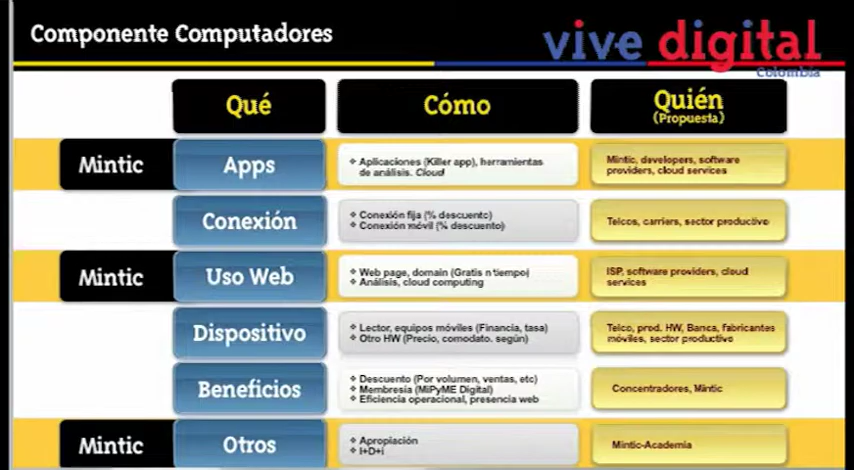 Componente Computadores
vive digital
Colombia
Qué
Cómo
Quién
(Propuesta)
Mintic
Apps
❖ Aplicaciones (Killer app), herramientas
de análisis. Cloud
Mintic, developers, software
providers, cloud services
Conexión
❖ Conexión fija (% descuento)
❖ Conexión móvil (% descuento)
Telcos, carriers, sector productivo
Mintic
Uso Web
❖ Web page, domain (Gratis n tiempo)
❖ Análisis, cloud computing
ISP, software providers, cloud
services
Dispositivo
❖ Lector, equipos móviles (Financia, tasa)
❖ Otro HW (Precio, comodato. según)
Telco, prod. HW, Banca, fabricantes
móviles, sector productivo
Beneficios
❖ Descuento (Por volumen, ventas, etc)
❖ Membresia (MiPyME Digital)
❖ Eficiencia operacional, presencia web
Concentradores, Mintic
Mintic
Otros
❖ Apropiación
❖ I+D+i
Mintic-Academia